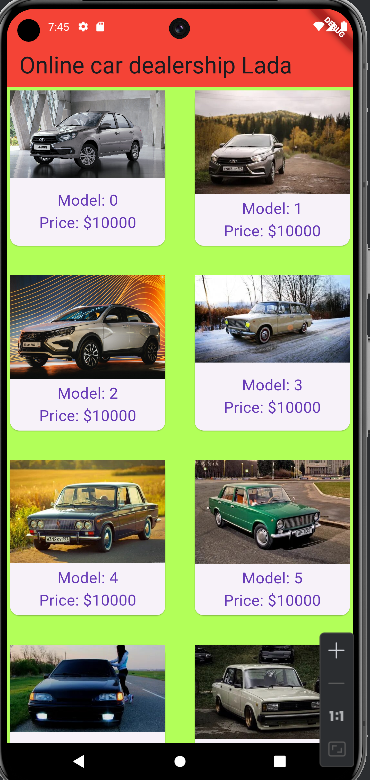 7:45
DEBUG
Online car dealership Lada
Model: 0
Price: $10000
Model: 1
Price: $10000
Model: 2
Price: $10000
Model: 3
Price: $10000
Model: 4
Price: $10000
Model: 5
Price: $10000
1:1